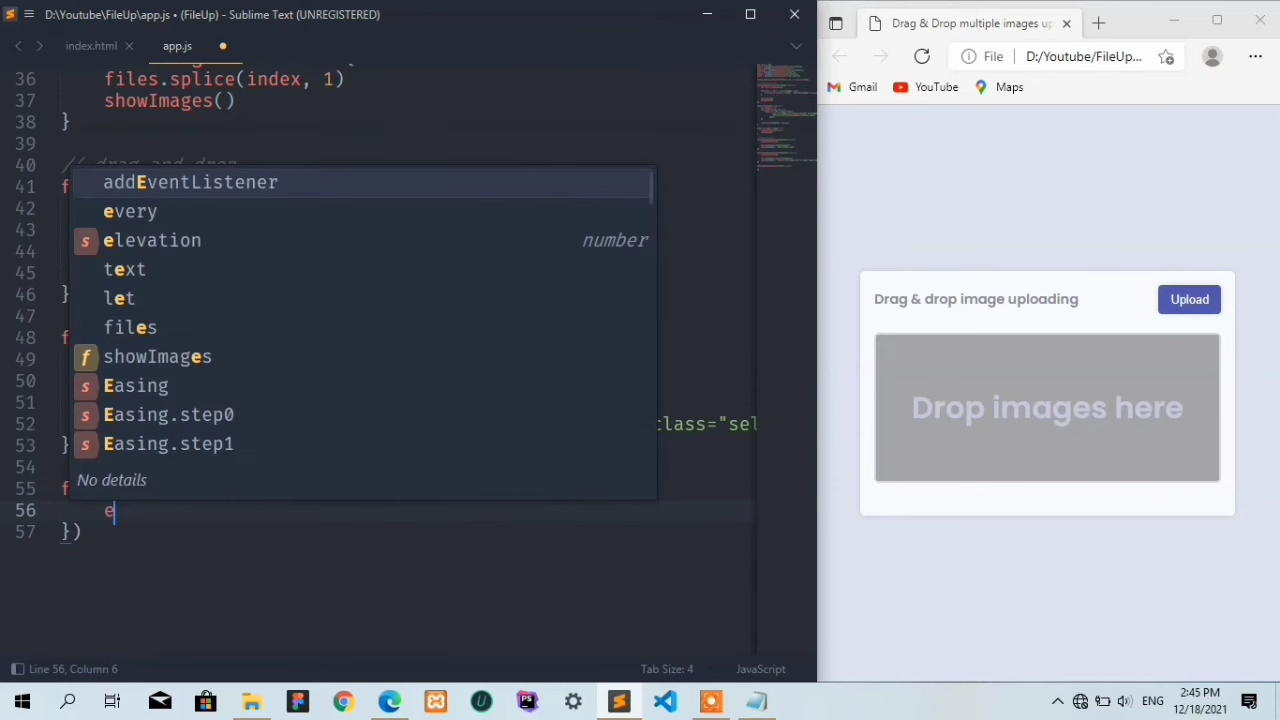 D:\Youtube\FileUp\app.js • (FileUp) - Sublime Text (UNREGISTERED)
index.html
app.js
36 files.splice(index, 1)
37 showImages()
38
39
40 drag and drop
41 f
42
43
44
45
46 }
47
48 f
49
50
51
52 class="sel
53 }
54
55 f
56 e
57 })
addEventListener
every
s elevation number
text
let
files
f showImages
s Easing
s Easing.step0
s Easing.step1
No details
Line 56, Column 6
Tab Size: 4
JavaScript
Drag & Drop multiple images up
File
D:/Youtube/FileUp...
Gmail
YouTube
Maps
Drag & drop image uploading
Upload
Drop images here
ENG
2:45 PM
12/18/2021